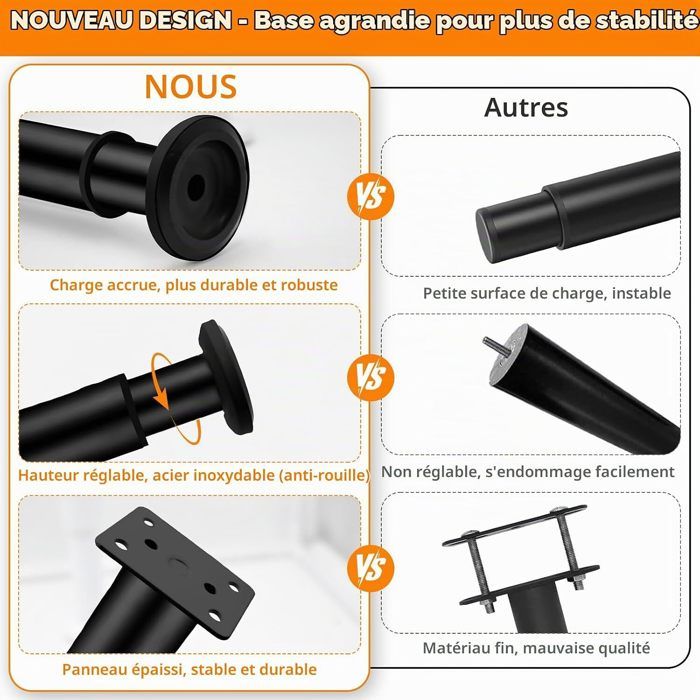 NOUVEAU DESIGN - Base agrandie pour plus de stabilité
NOUS
Autres
VS
Charge accrue, plus durable et robuste
Petite surface de charge, instable
VS
Hauteur réglable, acier inoxydable (anti-rouille)
Non réglable, s'endommage facilement
VS
Panneau épaissi, stable et durable
Matériau fin, mauvaise qualité